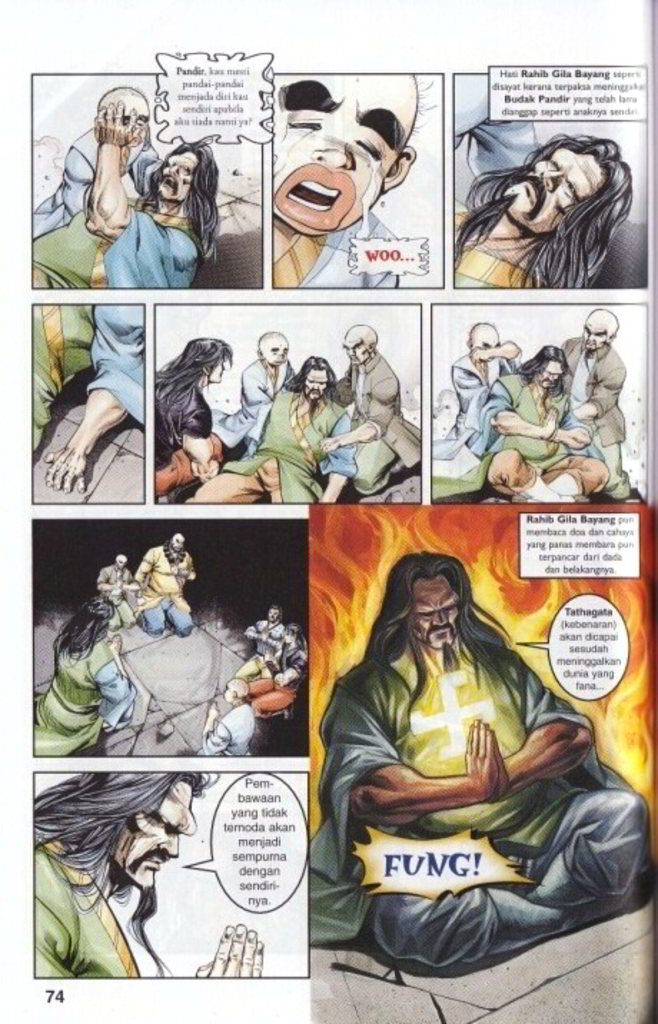 Pandir, kau mesti
pandai-pandai
menjada diri kau
sendiri apabila
aku tiada nanti ya?
WOO...
Hati Rahib Gila Bayang seperti
disayat kerana terpaksa meninggalkan
Budak Pandir yang telah lama
dianggap seperti anaknya sendiri.
Rahib Gila Bayang pun
membaca doa dan cahaya
yang panas membara pun
terpancar dari dada
dan belakangnya.
Tathagata
(kebenaran)
akan dicapai
sesudah
meninggalkan
dunia yang
fana...
FUNG!
Pem-
bawaan
yang tidak
ternoda akan
menjadi
sempurna
dengan
sendiri-
nya.
74